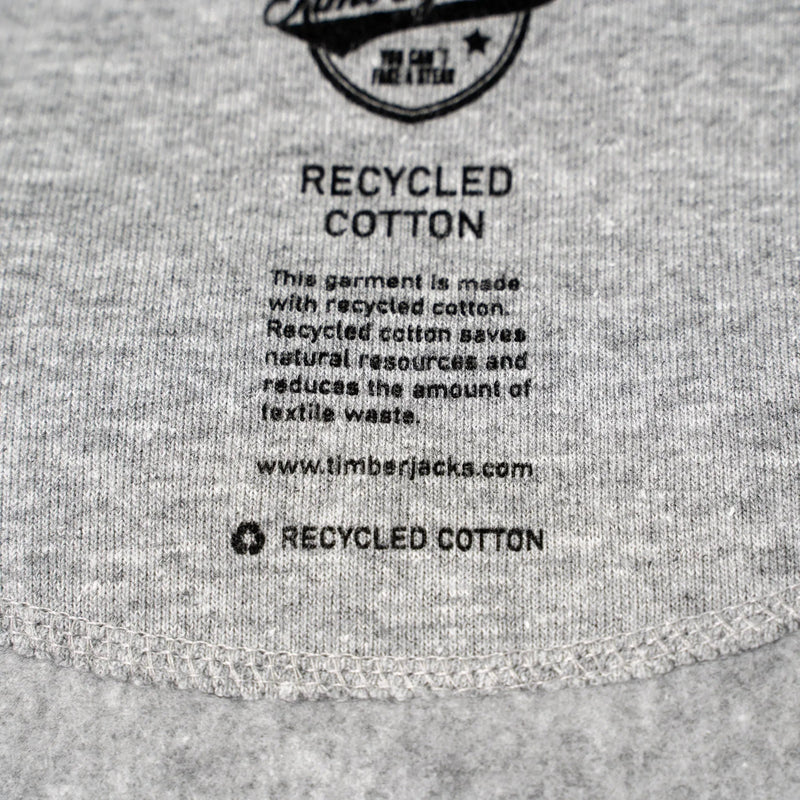 YOU CAN'T
FAKE A STEAK
RECYCLED
COTTON
This garment is made
with recycled cotton.
Recycled cotton saves
natural resources and
reduces the amount of
textile waste.
www.timberjacks.com
RECYCLED COTTON